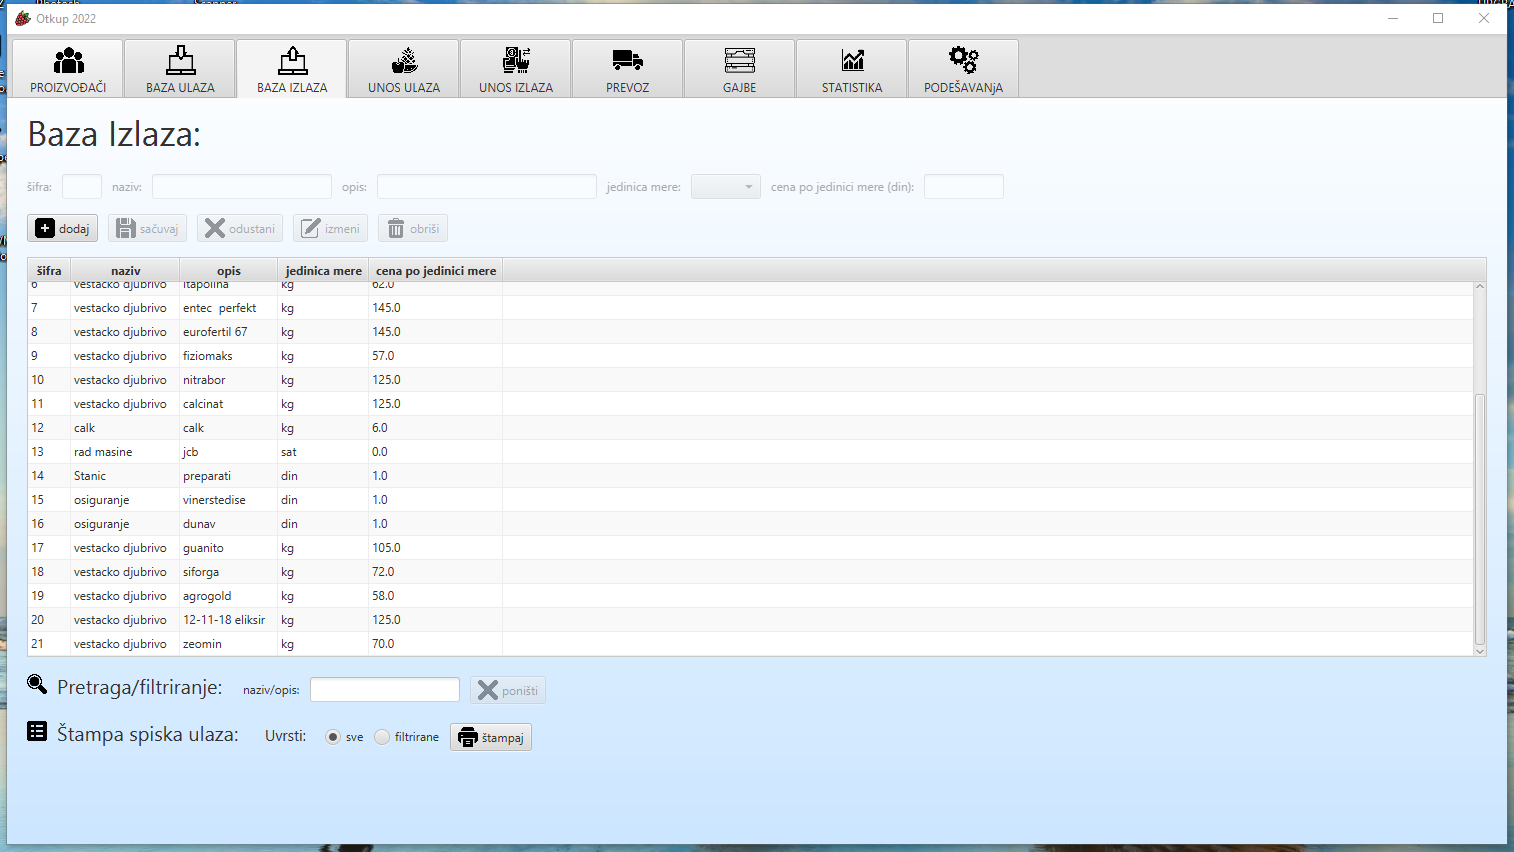 Otkup 2022
PROIZVOĐAČI BAZA ULAZA BAZA IZLAZA UNOS ULAZA UNOS IZLAZA PREVOZ GAJBE STATISTIKA PODEŠAVANjA
Baza Izlaza:
šifra: naziv: opis: jedinica mere: cena po jedinici mere (din):
dodaj sačuvaj odustani izmeni obriši
šifra naziv opis jedinica mere cena po jedinici mere
6 vestacko djubrivo itapolina kg 62.0
7 vestacko djubrivo entec perfekt kg 145.0
8 vestacko djubrivo eurofertil 67 kg 145.0
9 vestacko djubrivo fiziomaks kg 57.0
10 vestacko djubrivo nitrabor kg 125.0
11 vestacko djubrivo calcinat kg 125.0
12 calk calk kg 6.0
13 rad masine jcb sat 0.0
14 Stanic preparati din 1.0
15 osiguranje vinerstedise din 1.0
16 osiguranje dunav din 1.0
17 vestacko djubrivo guanito kg 105.0
18 vestacko djubrivo siforga kg 72.0
19 vestacko djubrivo agrogold kg 58.0
20 vestacko djubrivo 12-11-18 eliksir kg 125.0
21 vestacko djubrivo zeomin kg 70.0
Pretraga/filtriranje: naziv/opis: poništi
Štampa spiska ulaza: Uvrsti: sve filtrirane štampaj